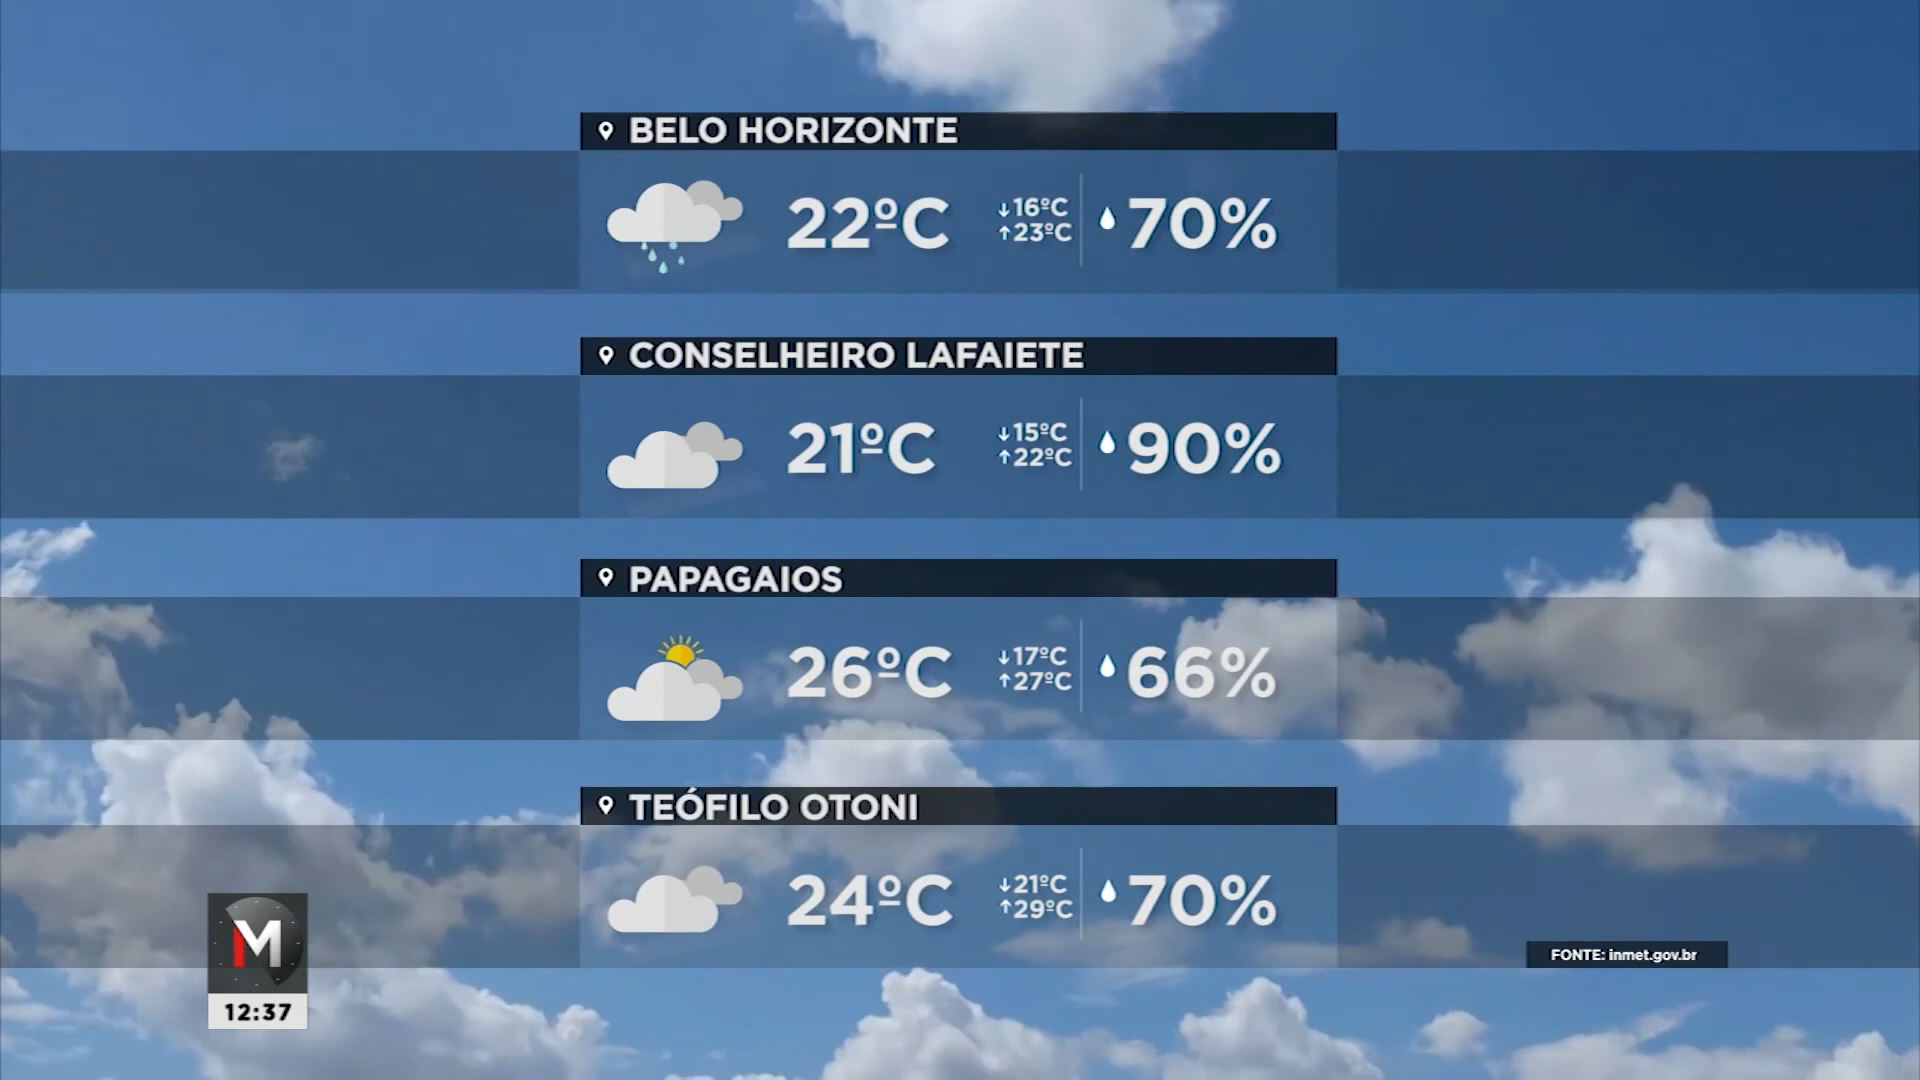 BELO HORIZONTE
22ºC ↓16ºC 70%
↑23ºC
CONSELHEIRO LAFAIETE
21ºC ↓15ºC 90%
↑22ºC
PAPAGAIOS
26ºC ↓17ºC 66%
↑27ºC
TEÓFILO OTONI
24ºC ↓21ºC 70%
↑29ºC
M
FONTE: inmet.gov.br
12:37